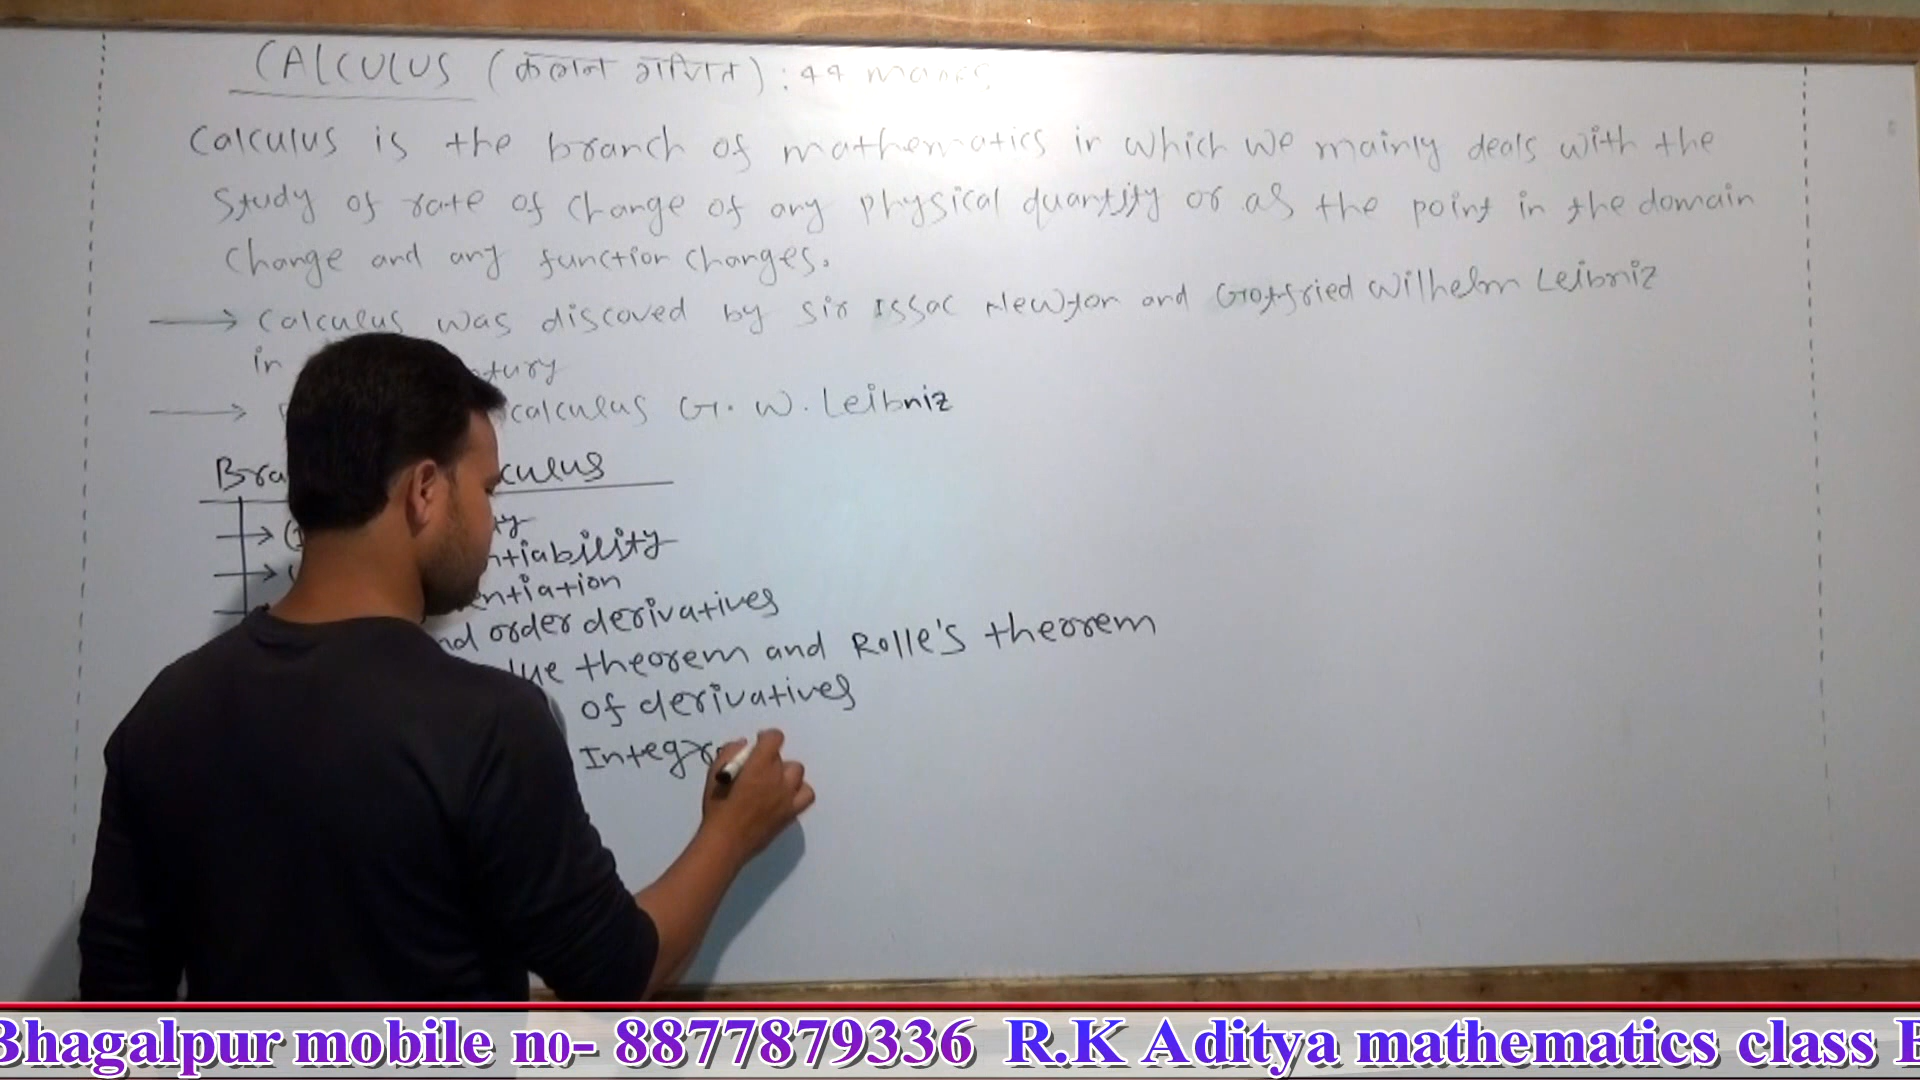 CALCULUS (कलन गणित) : 44 marks
Calculus is the branch of mathematics in which we mainly deals with the
Study of rate of change of any physical quantity or as the point in the domain
Change and any function changes.
→ Calculus was discoved by Sir Issac Newton and Gottfried Wilhelm Leibniz
in
→ calculus G. W. Leibniz
Bra culus
→ (1 ty
→ ( ntiability
entiation
nd order derivatives
lue theorem and Rolle's theorem
of derivatives
Integr
Bhagalpur mobile no- 8877879336 R.K Aditya mathematics class